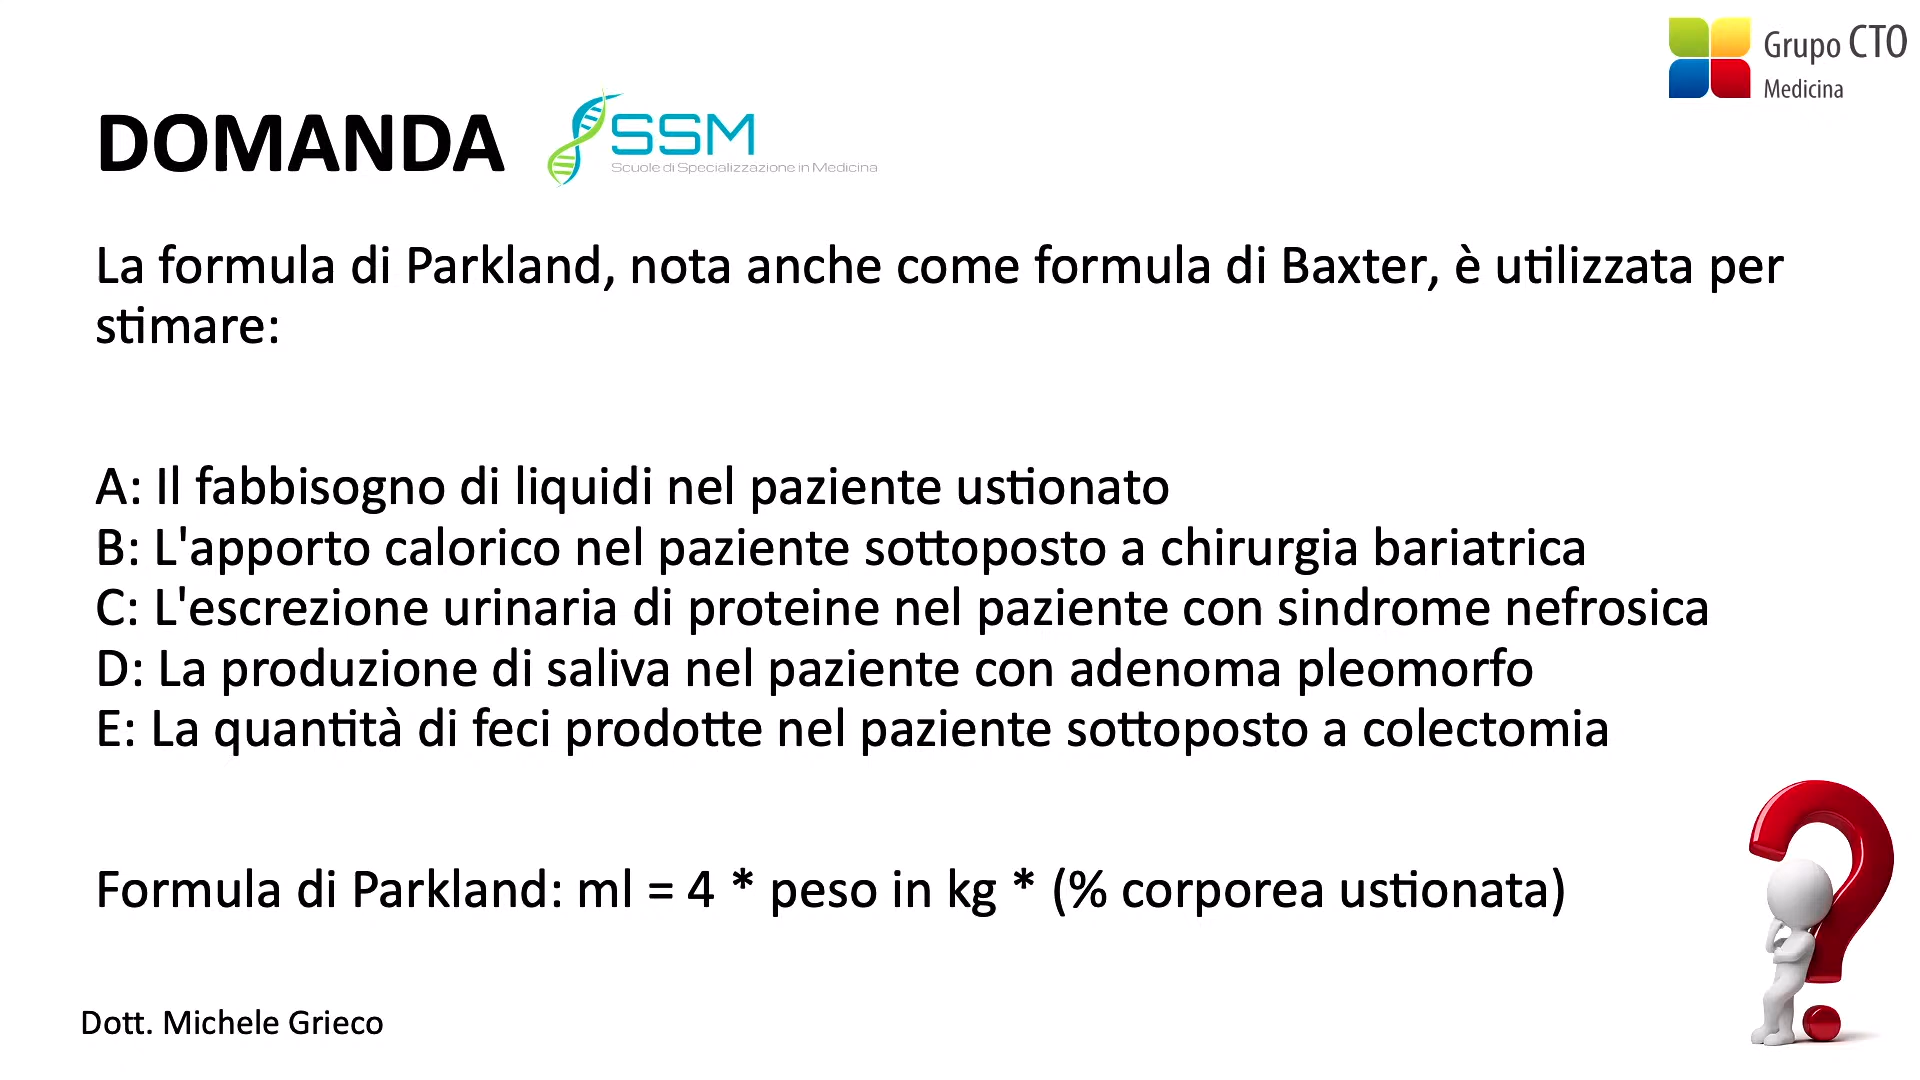 Grupo CTO
Medicina
DOMANDA
SSM
Scuole di Specializzazione in Medicina
La formula di Parkland, nota anche come formula di Baxter, è utilizzata per
stimare:
A: Il fabbisogno di liquidi nel paziente ustionato
B: L'apporto calorico nel paziente sottoposto a chirurgia bariatrica
C: L'escrezione urinaria di proteine nel paziente con sindrome nefrosica
D: La produzione di saliva nel paziente con adenoma pleomorfo
E: La quantità di feci prodotte nel paziente sottoposto a colectomia
Formula di Parkland: ml = 4 * peso in kg * (% corporea ustionata)
Dott. Michele Grieco